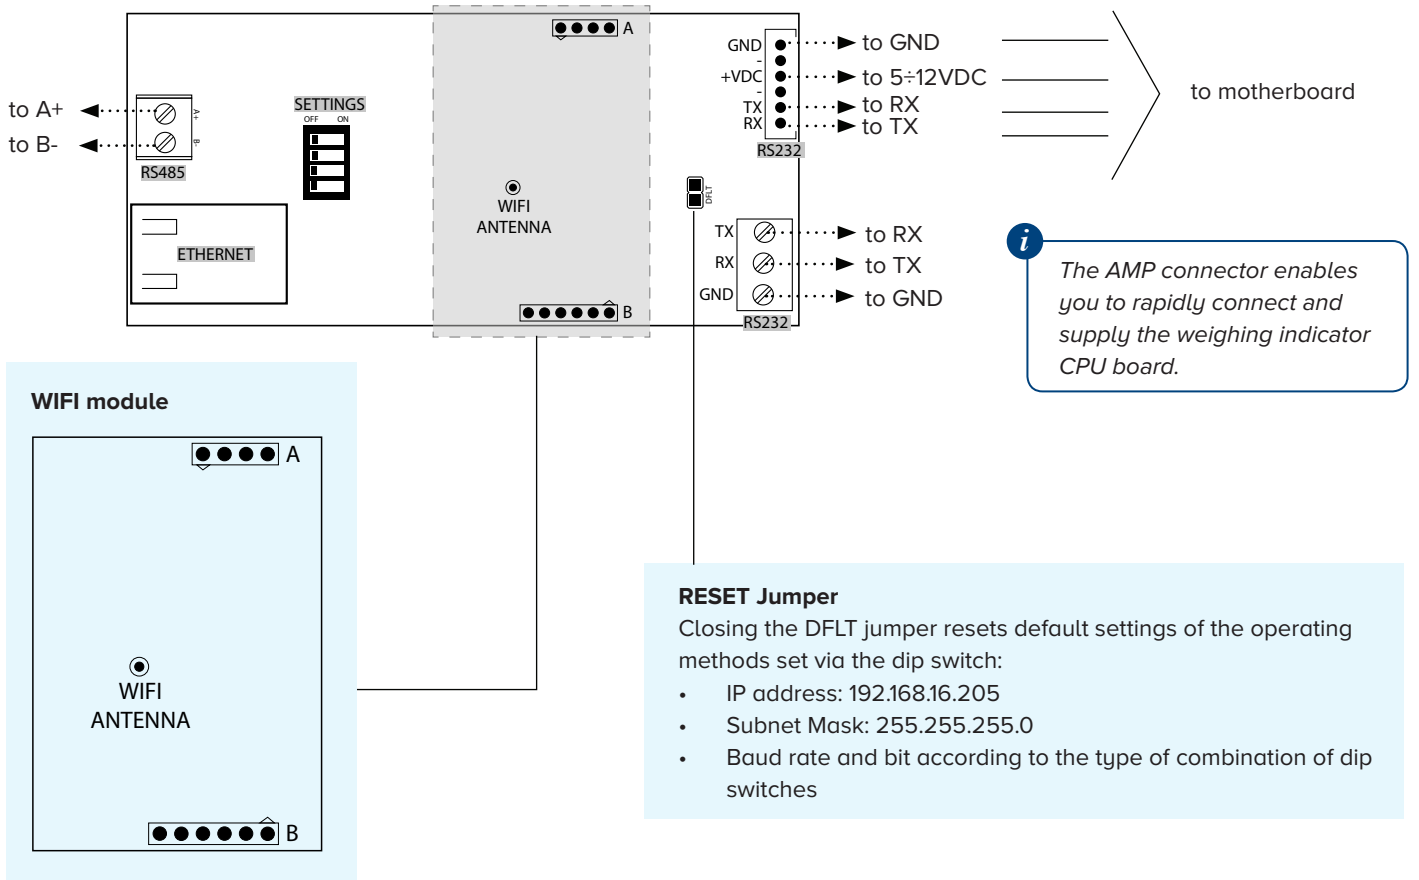 A
GND
-
+VDC
-
TX
RX
to GND
to 5÷12VDC
to RX
to TX
to motherboard
RS232
to A+
to B-
A+
B-
RS485
SETTINGS
OFF ON
WIFI
ANTENNA
DFLT
ETHERNET
TX
RX
GND
to RX
to TX
to GND
RS232
B
i
The AMP connector enables
you to rapidly connect and
supply the weighing indicator
CPU board.
WIFI module
A
WIFI
ANTENNA
B
RESET Jumper
Closing the DFLT jumper resets default settings of the operating
methods set via the dip switch:
• IP address: 192.168.16.205
• Subnet Mask: 255.255.255.0
• Baud rate and bit according to the type of combination of dip
switches